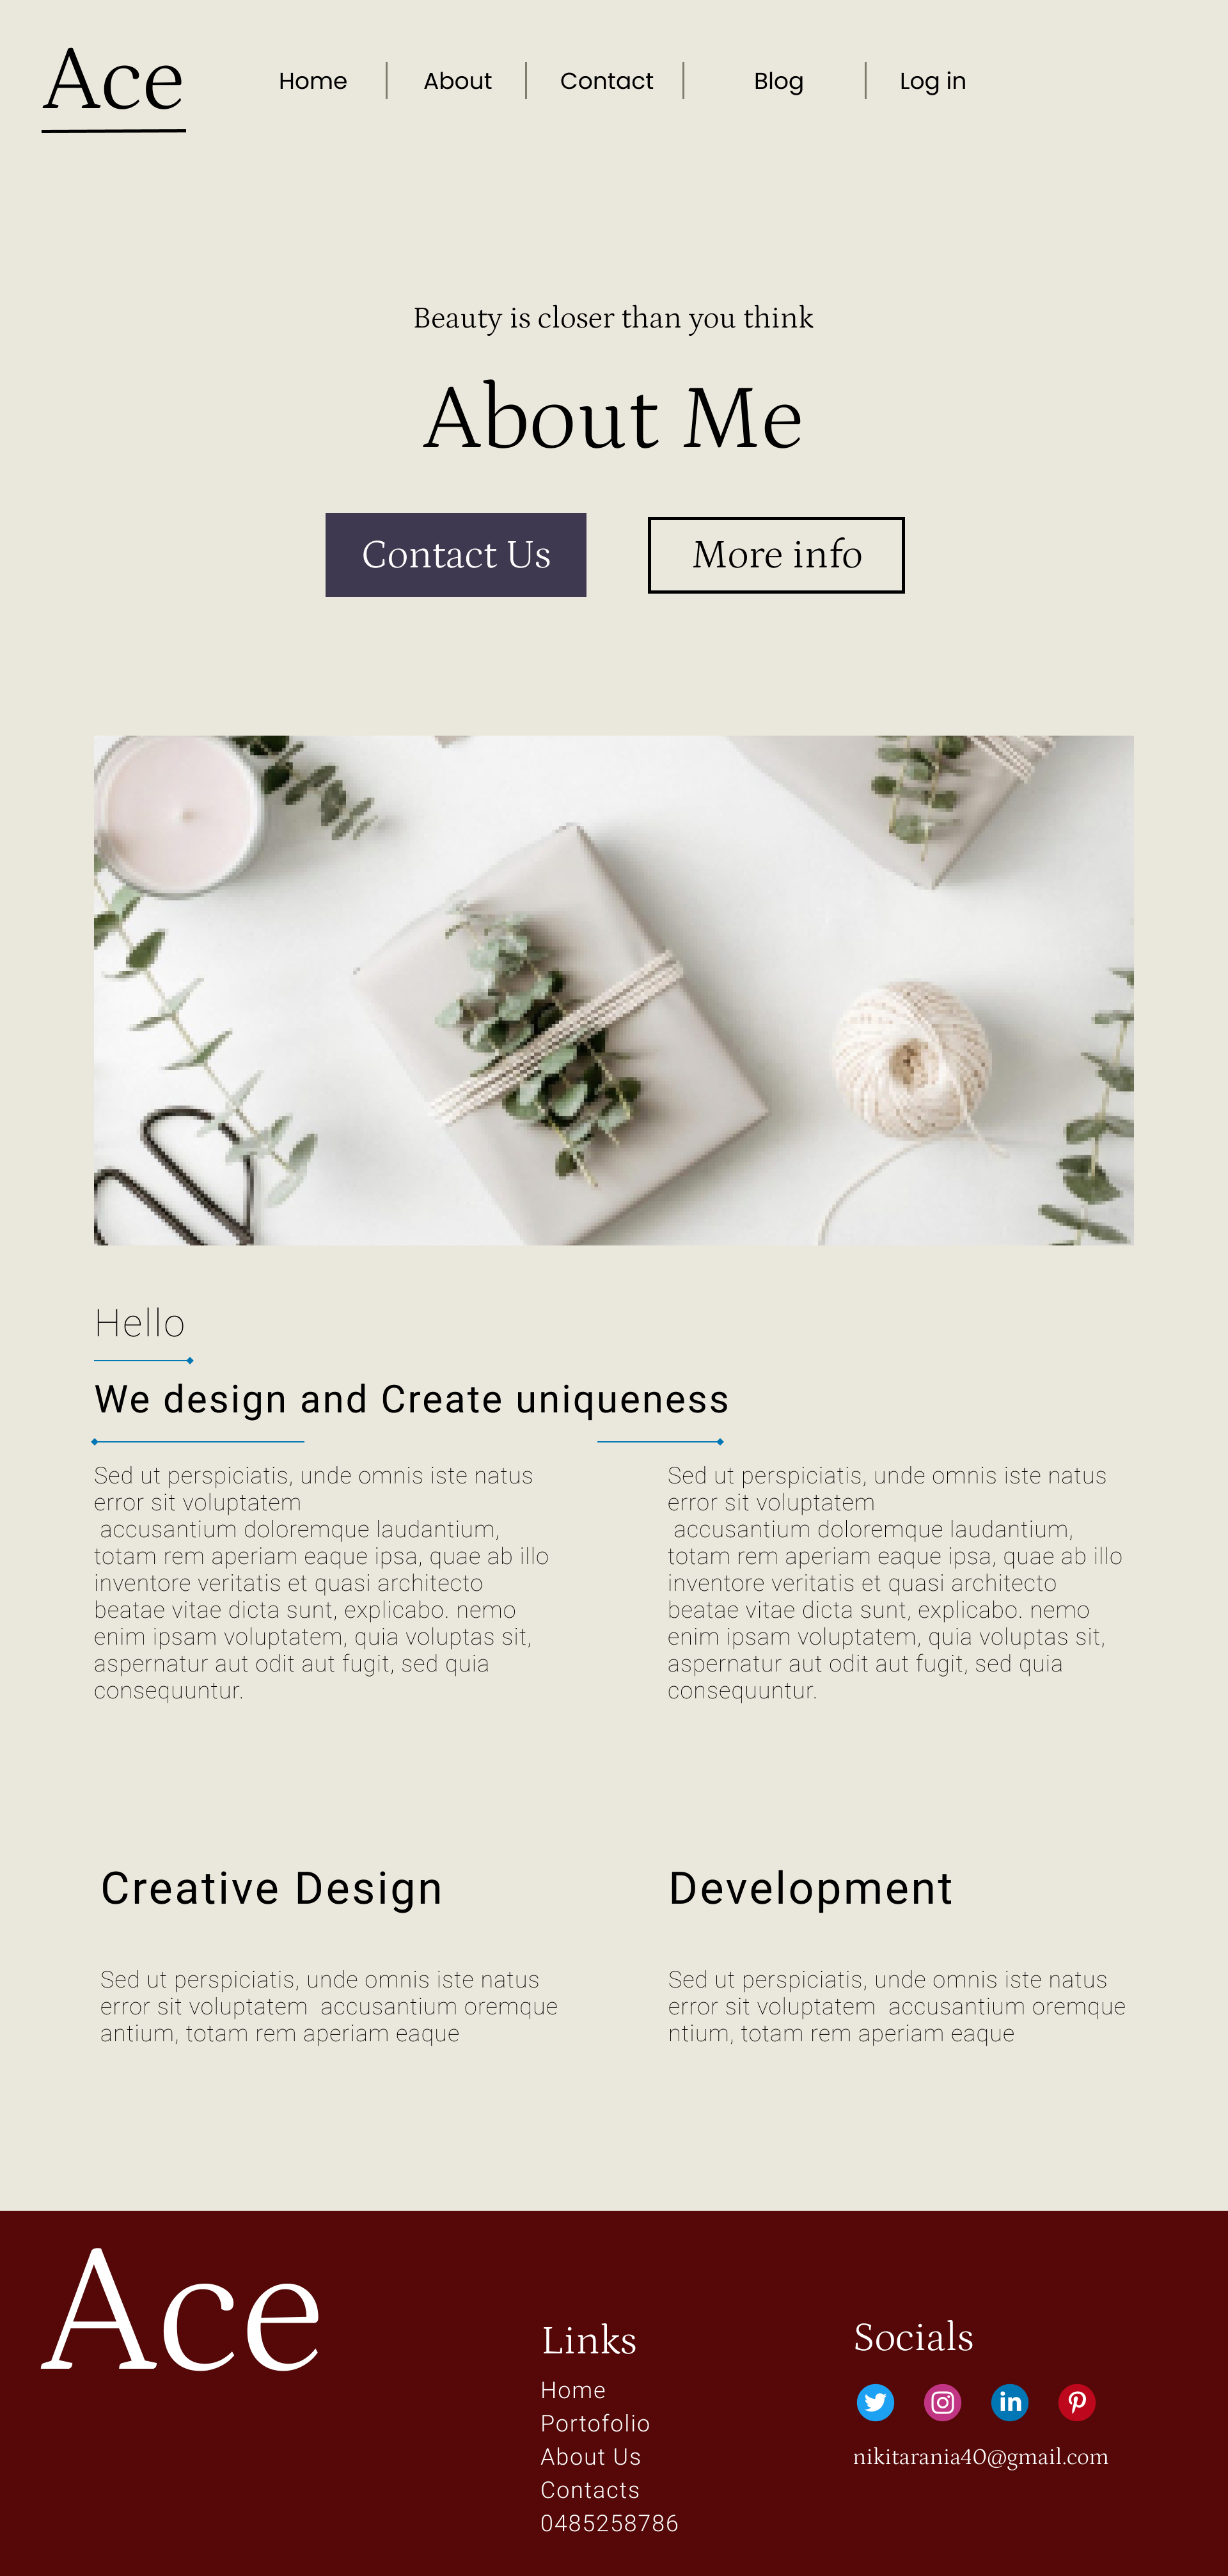 Ace
Home
About
Contact
Blog
Log in
Beauty is closer than you think
About Me
Contact Us
More info
Hello
We design and Create uniqueness
Sed ut perspiciatis, unde omnis iste natus
error sit voluptatem
accusantium doloremque laudantium,
totam rem aperiam eaque ipsa, quae ab illo
inventore veritatis et quasi architecto
beatae vitae dicta sunt, explicabo. nemo
enim ipsam voluptatem, quia voluptas sit,
aspernatur aut odit aut fugit, sed quia
consequuntur.
Sed ut perspiciatis, unde omnis iste natus
error sit voluptatem
accusantium doloremque laudantium,
totam rem aperiam eaque ipsa, quae ab illo
inventore veritatis et quasi architecto
beatae vitae dicta sunt, explicabo. nemo
enim ipsam voluptatem, quia voluptas sit,
aspernatur aut odit aut fugit, sed quia
consequuntur.
Creative Design
Sed ut perspiciatis, unde omnis iste natus
error sit voluptatem  accusantium oremque
antium, totam rem aperiam eaque
Development
Sed ut perspiciatis, unde omnis iste natus
error sit voluptatem  accusantium oremque
ntium, totam rem aperiam eaque
Ace
Links
Home
Portofolio
About Us
Contacts
0485258786
Socials
in
nikitarania40@gmail.com